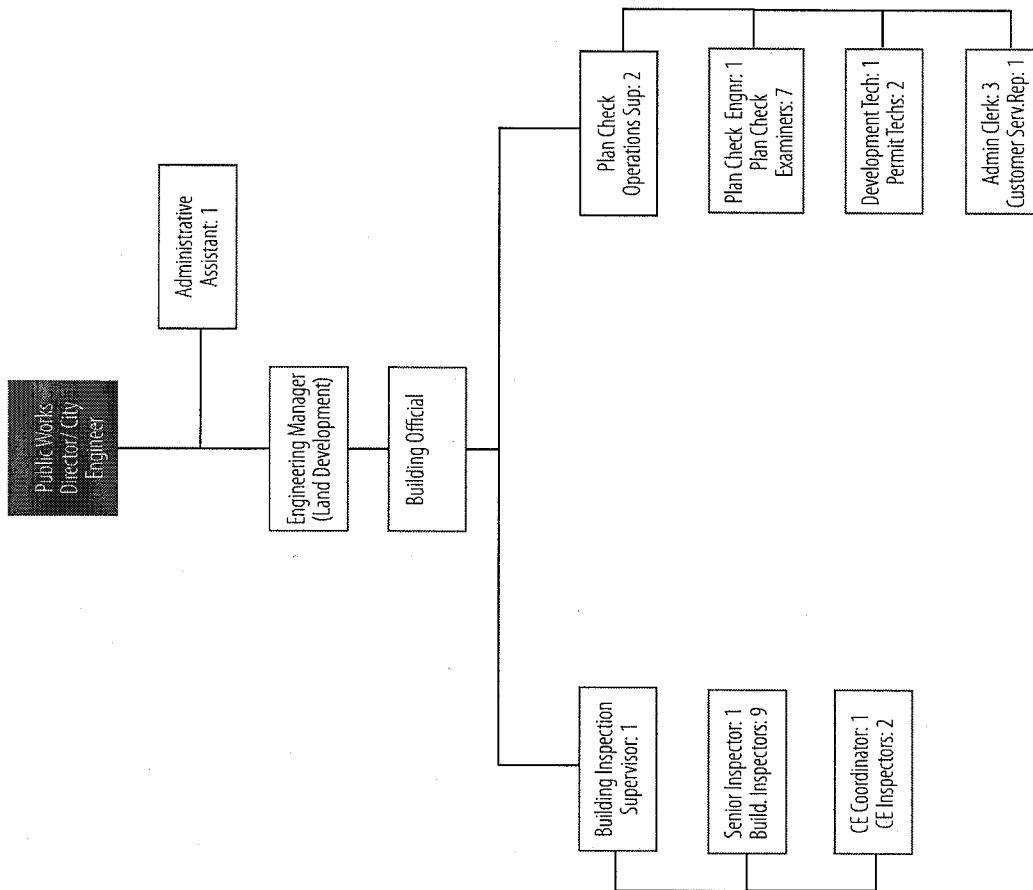 Public Works
Director/ City
Engineer
Administrative
Assistant: 1
Engineering Manager
(Land Development)
Building Official
Building Inspection
Supervisor: 1
Senior Inspector: 1
Build. Inspectors: 9
CE Coordinator: 1
CE Inspectors: 2
Plan Check
Operations Sup: 2
Plan Check Engnr: 1
Plan Check
Examiners: 7
Development Tech: 1
Permit Techs: 2
Admin Clerk: 3
Customer Serv.Rep: 1